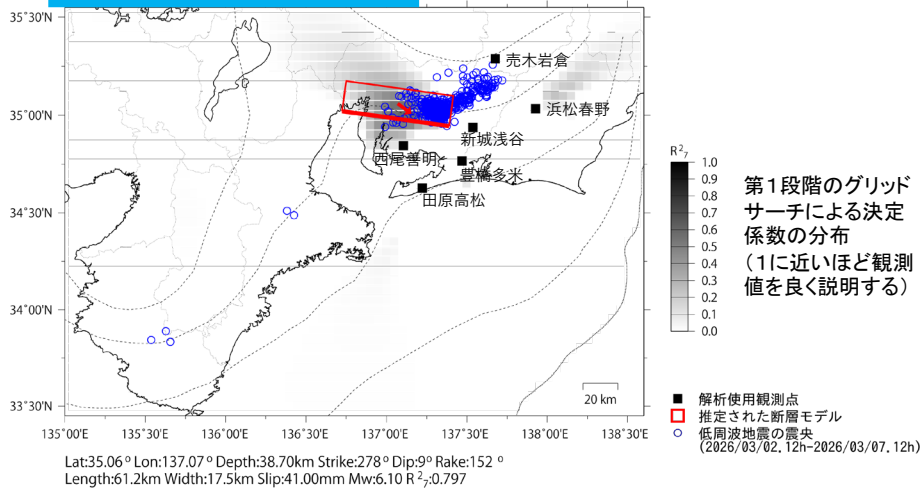 35°30'N
35°00'N
34°30'N
34°00'N
33°30'N
135°00'E 135°30'E 136°00'E 136°30'E 137°00'E 137°30'E 138°00'E 138°30'E
売木岩倉
浜松春野
新城浅谷
西尾善明
豊橋多米
田原高松
20 km
R²₇
1.0
0.9
0.8
0.7
0.6
0.5
0.4
0.3
0.2
0.1
0.0
第1段階のグリッド
サーチによる決定
係数の分布
(1に近いほど観測
値を良く説明する)
解析使用観測点
推定された断層モデル
低周波地震の震央
(2026/03/02.12h-2026/03/07.12h)
Lat:35.06° Lon:137.07° Depth:38.70km Strike:278° Dip:9° Rake:152°
Length:61.2km Width:17.5km Slip:41.00mm Mw:6.10 R²₇:0.797